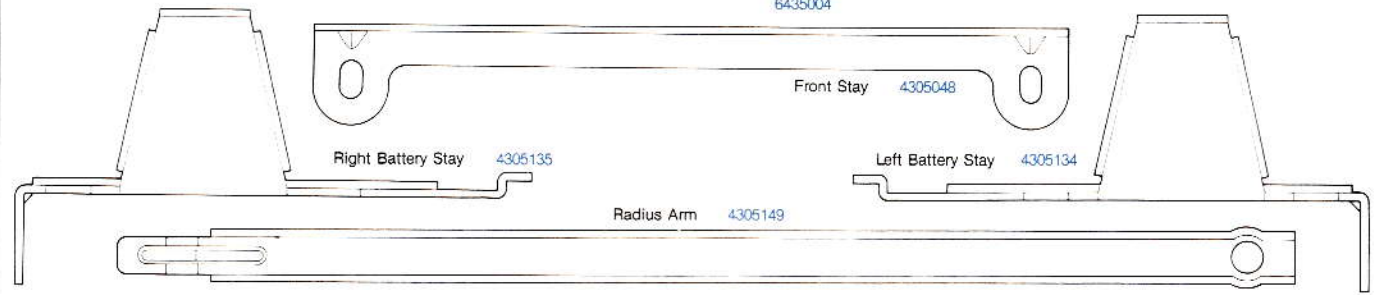 6435004
Front Stay 4305048
Right Battery Stay 4305135
Left Battery Stay 4305134
Radius Arm 4305149